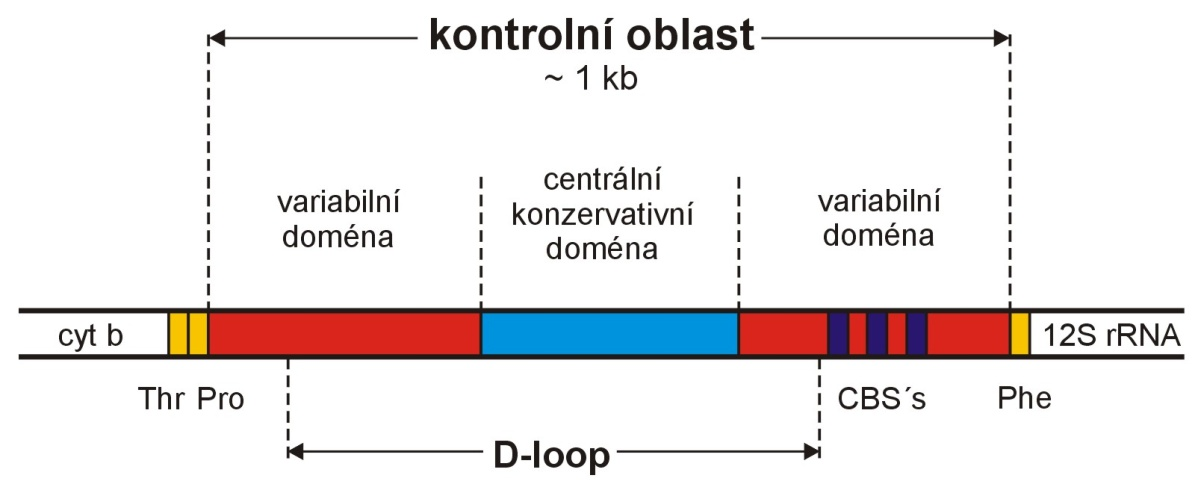 kontrolní oblast
~ 1 kb
variabilní
doména
centrální
konzervativní
doména
variabilní
doména
cyt b
12S rRNA
Thr Pro
CBS´s
Phe
D-loop